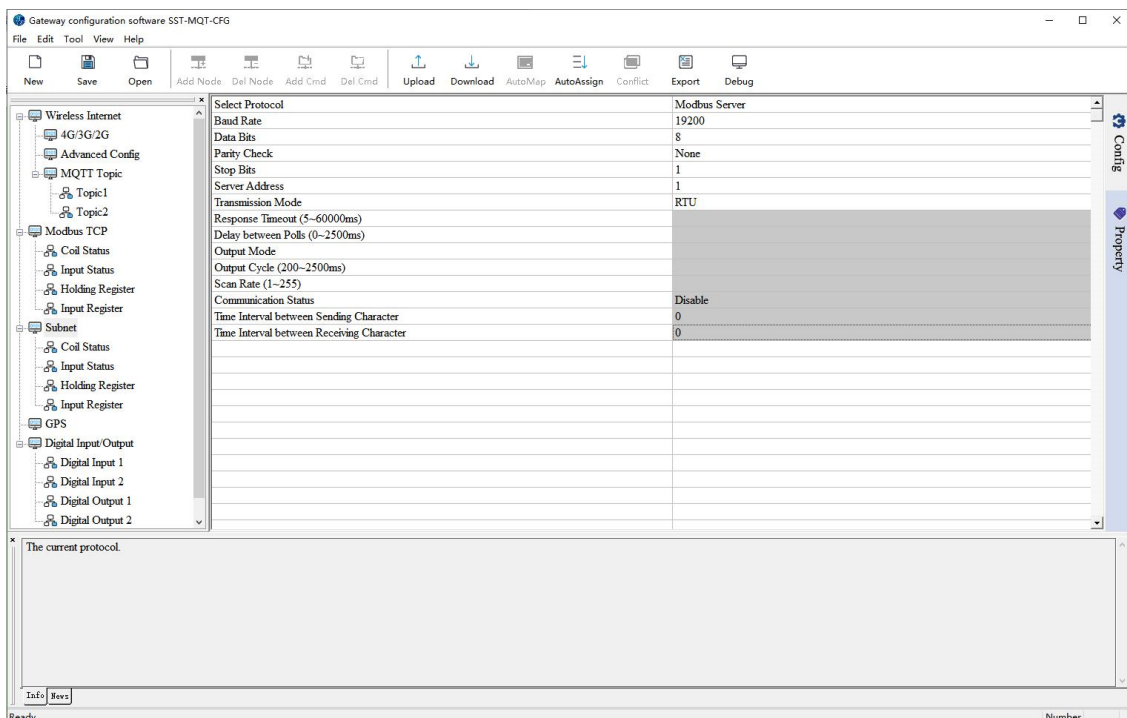 Gateway configuration software SST-MQT-CFG
File Edit Tool View Help
New Save Open Add Node Del Node Add Cmd Del Cmd Upload Download AutoMap AutoAssign Conflict Export Debug
Wireless Internet
4G/3G/2G
Advanced Config
MQTT Topic
Topic1
Topic2
Modbus TCP
Coil Status
Input Status
Holding Register
Input Register
Subnet
Coil Status
Input Status
Holding Register
Input Register
GPS
Digital Input/Output
Digital Input 1
Digital Input 2
Digital Output 1
Digital Output 2
Select Protocol Modbus Server
Baud Rate 19200
Data Bits 8
Parity Check None
Stop Bits 1
Server Address 1
Transmission Mode RTU
Response Timeout (5~60000ms)
Delay between Polls (0~2500ms)
Output Mode
Output Cycle (200~2500ms)
Scan Rate (1~255)
Communication Status Disable
Time Interval between Sending Character 0
Time Interval between Receiving Character 0
Config
Property
The current protocol.
Info News
Ready Number